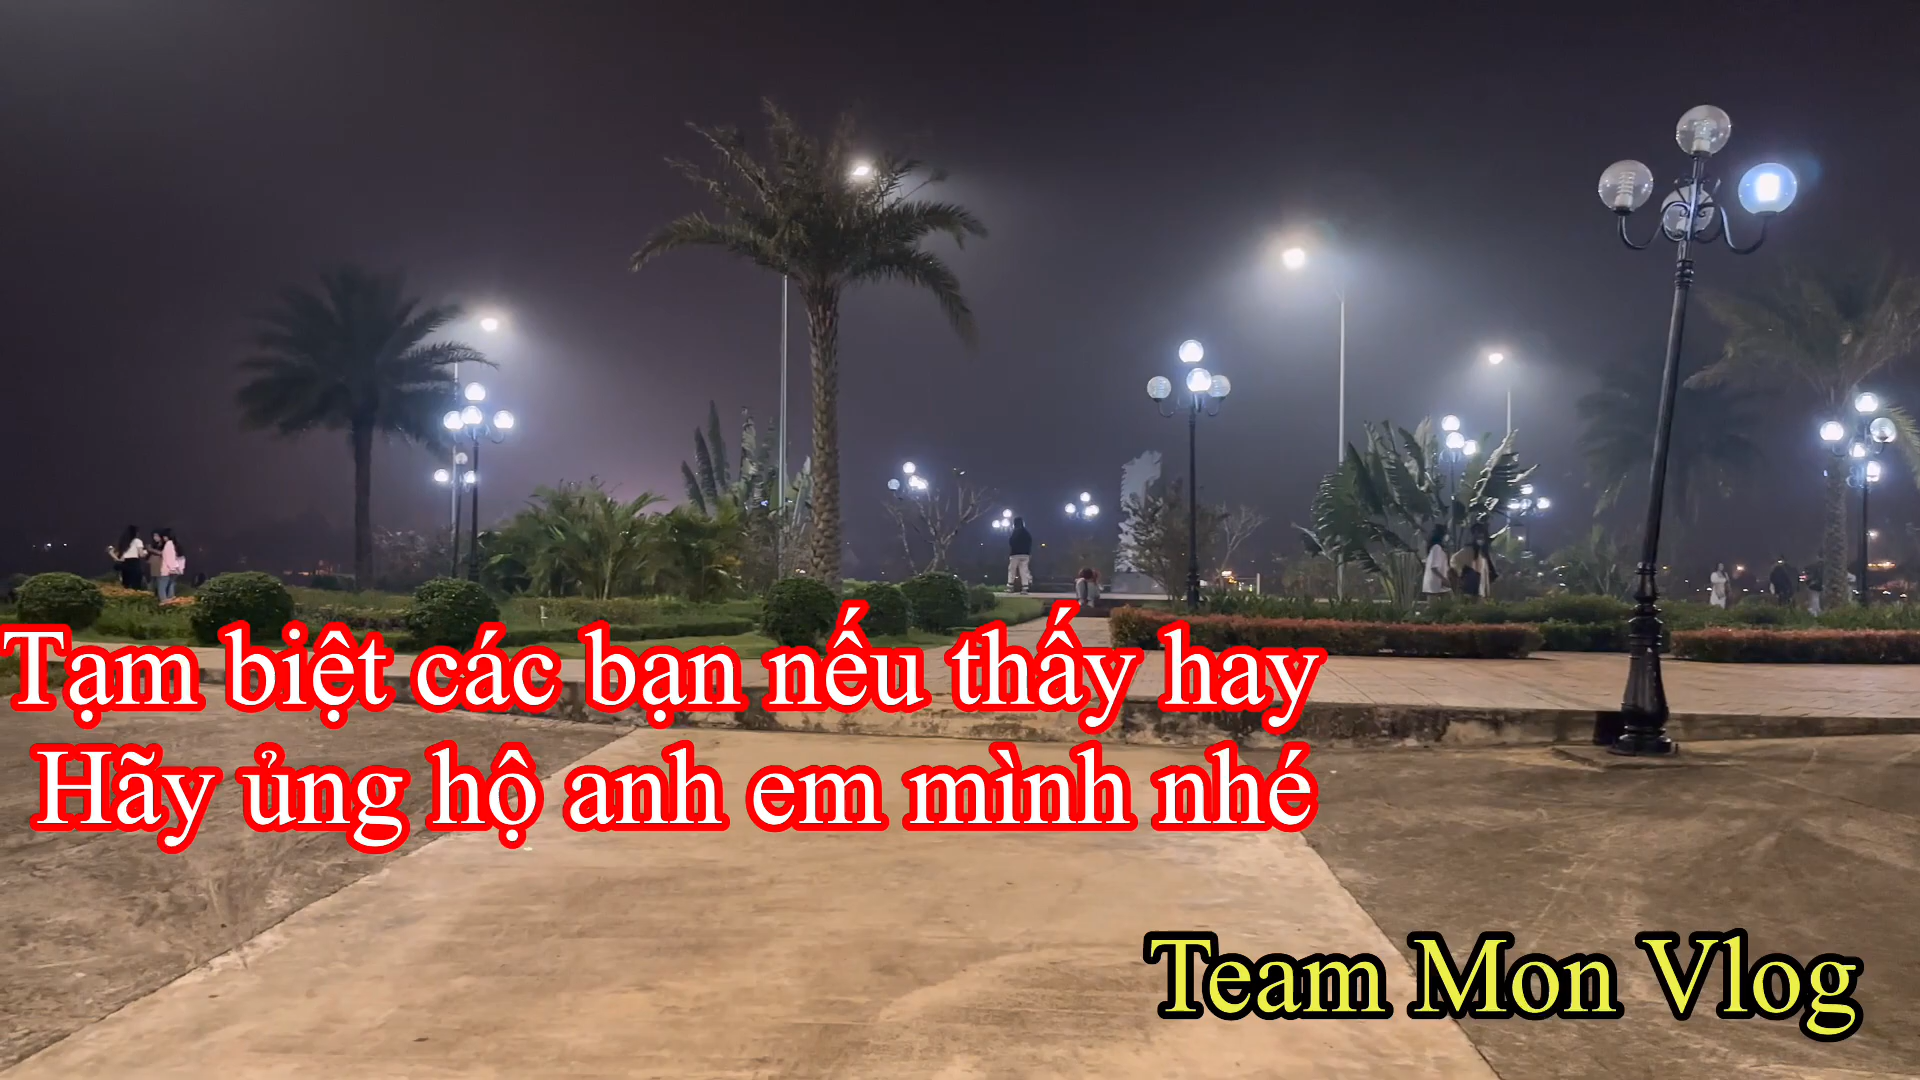 Tạm biệt các bạn nếu thấy hay
Hãy ủng hộ anh em mình nhé
Team Mon Vlog